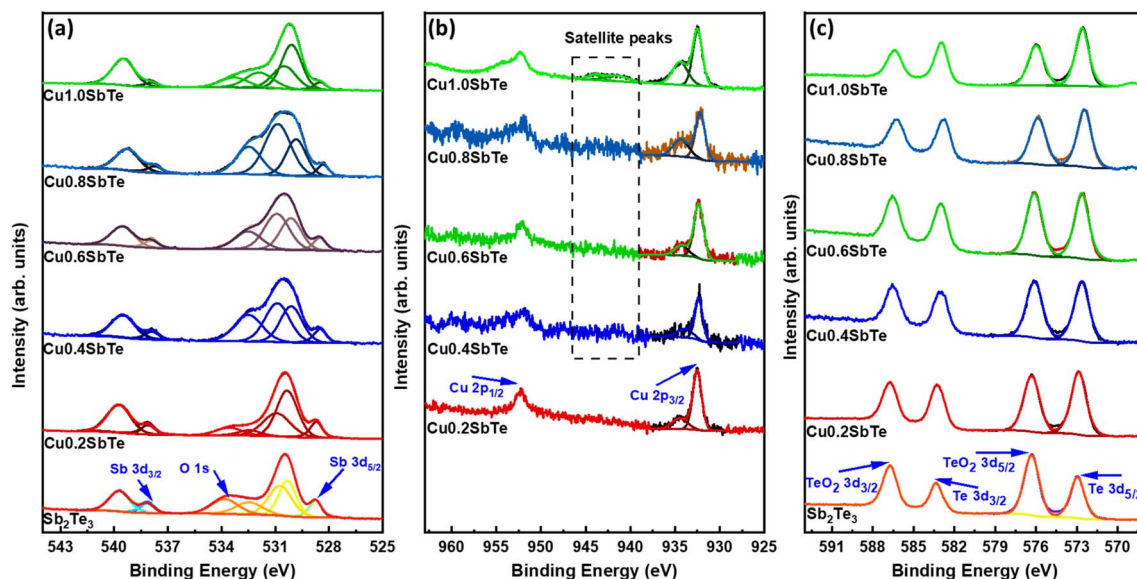 (a)
Cu1.0SbTe
Cu0.8SbTe
Cu0.6SbTe
Cu0.4SbTe
Cu0.2SbTe
Sb 3d3/2
O 1s
Sb 3d5/2
Sb2Te3
Intensity (arb. units)
543 540 537 534 531 528 525
Binding Energy (eV)
(b)
Satellite peaks
Cu1.0SbTe
Cu0.8SbTe
Cu0.6SbTe
Cu0.4SbTe
Cu 2p1/2
Cu 2p3/2
Cu0.2SbTe
Intensity (arb. units)
960 955 950 945 940 935 930 925
Binding Energy (eV)
(c)
Cu1.0SbTe
Cu0.8SbTe
Cu0.6SbTe
Cu0.4SbTe
Cu0.2SbTe
TeO2 3d5/2
TeO2 3d3/2
Te 3d3/2
Te 3d5/2
Sb2Te3
Intensity (arb. units)
591 588 585 582 579 576 573 570
Binding Energy (eV)